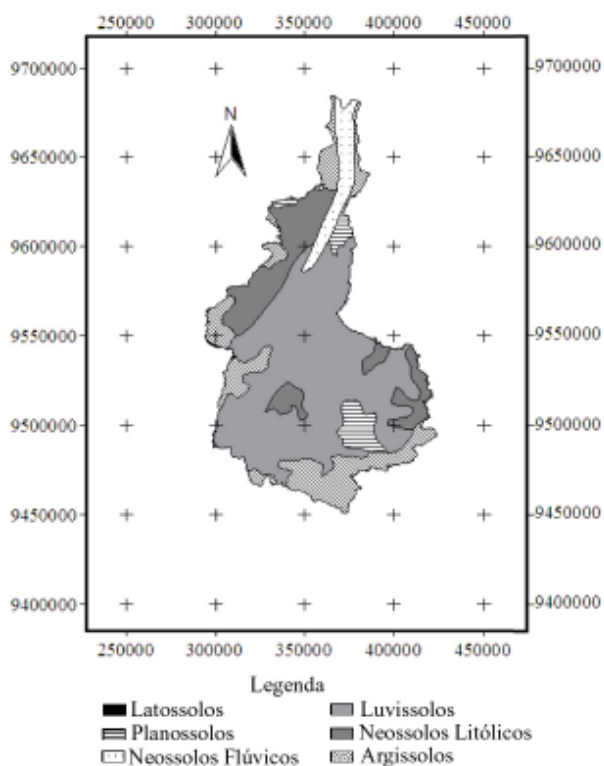 250000 300000 350000 400000 450000
9700000 9700000
N
9650000 9650000
9600000 9600000
9550000 9550000
9500000 9500000
9450000 9450000
9400000 9400000
250000 300000 350000 400000 450000
Legenda
Latossolos Luvissolos
Planossolos Neossolos Litólicos
Neossolos Flúvicos Argissolos